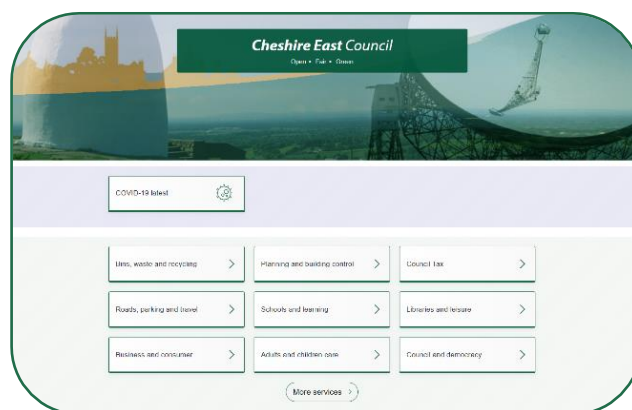 Cheshire East Council
Open • Fair • Green
COVID-19 latest
Bins, waste and recycling
Planning and building control
Council Tax
Roads, parking and travel
Schools and learning
Libraries and leisure
Business and consumer
Adults and children care
Council and democracy
More services